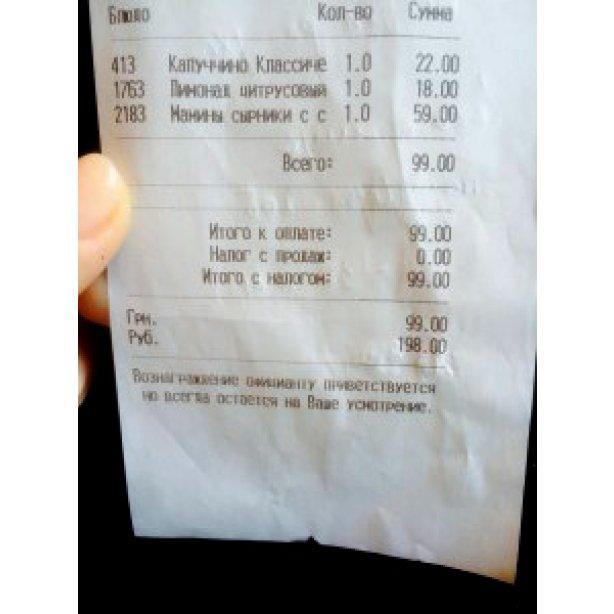 Блюдо Кол-во Сумма
413 Капуччино Классиче 1.0 22.00
1763 Лимонад цитрусовый 1.0 18.00
2183 Мамины сырники с с 1.0 59.00
Всего: 99.00
Итого к оплате: 99.00
Налог с продаж: 0.00
Итого с налогом: 99.00
Грн. 99.00
Руб. 198.00
Вознаграждение официанту приветствуется
но всегда остается на Ваше усмотрение.